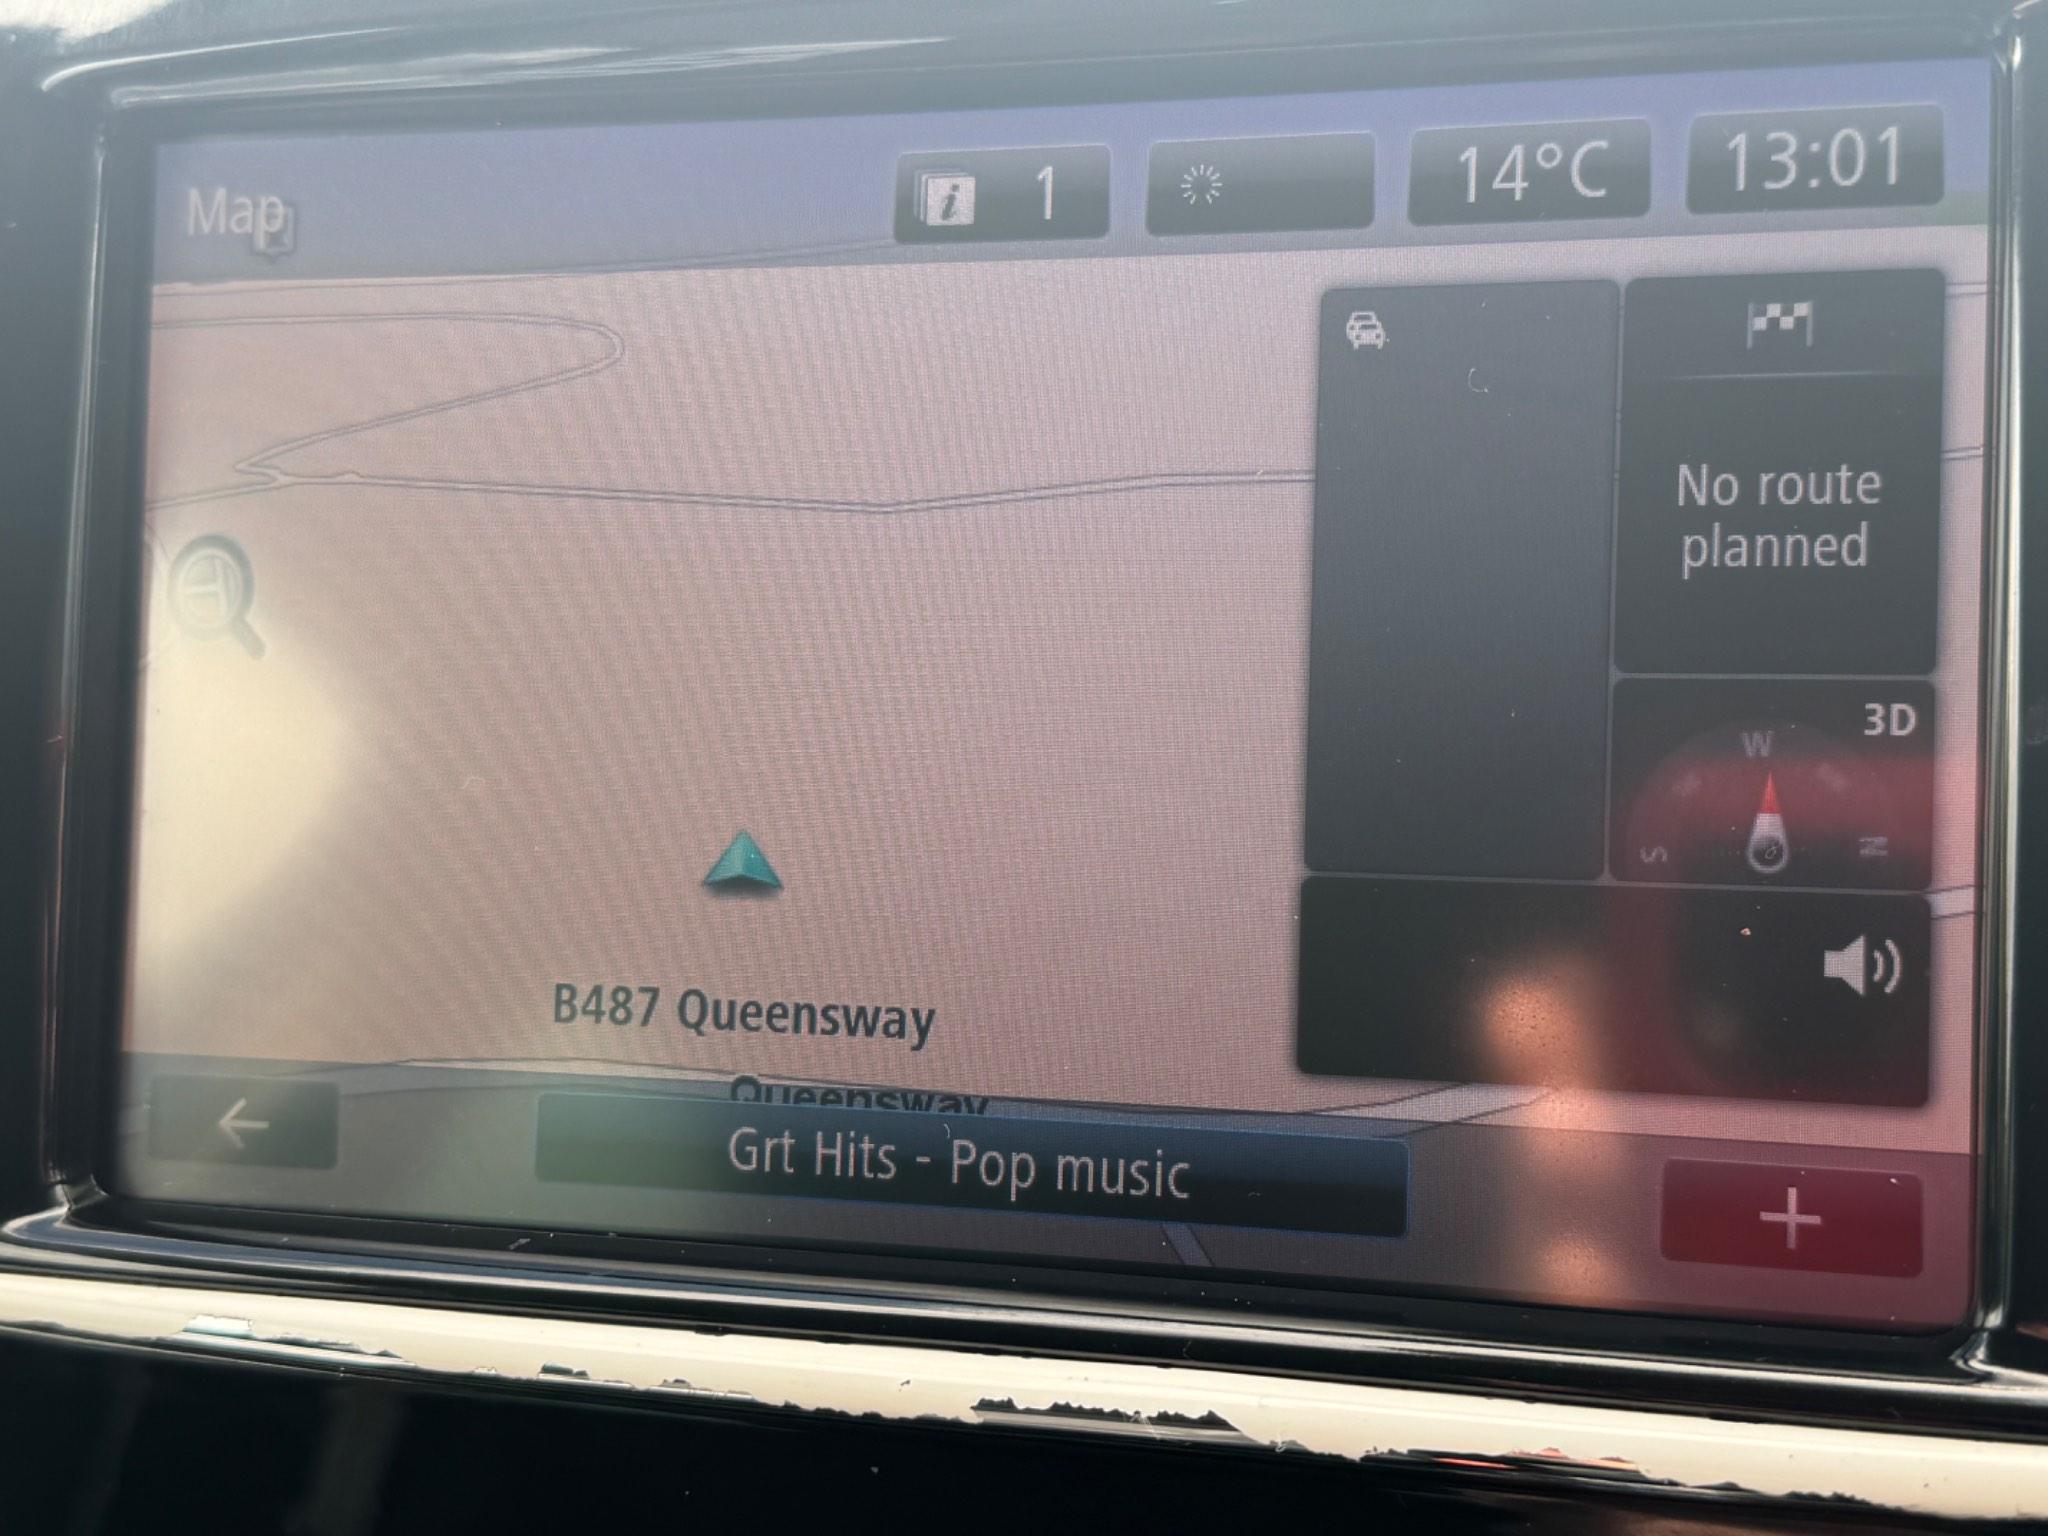 Map
1
14°C
13:01
No route
planned
3D
W
S
N
B487 Queensway
Queensway
Grt Hits - Pop music